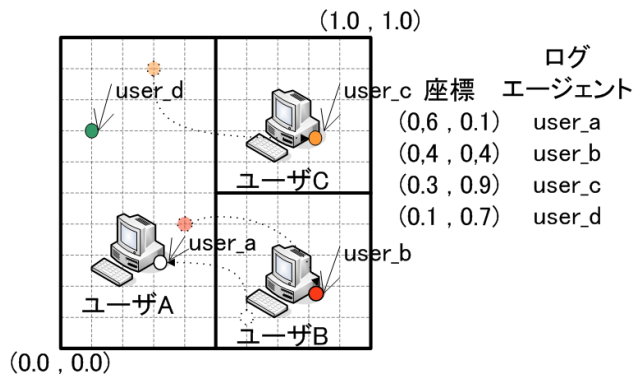 (1.0 , 1.0)
user_d
user_c
ユーザC
user_a
ユーザA
user_b
ユーザB
(0.0 , 0.0)
ログ
座標 エージェント
(0,6 , 0.1) user_a
(0,4 , 0,4) user_b
(0.3 , 0.9) user_c
(0.1 , 0.7) user_d